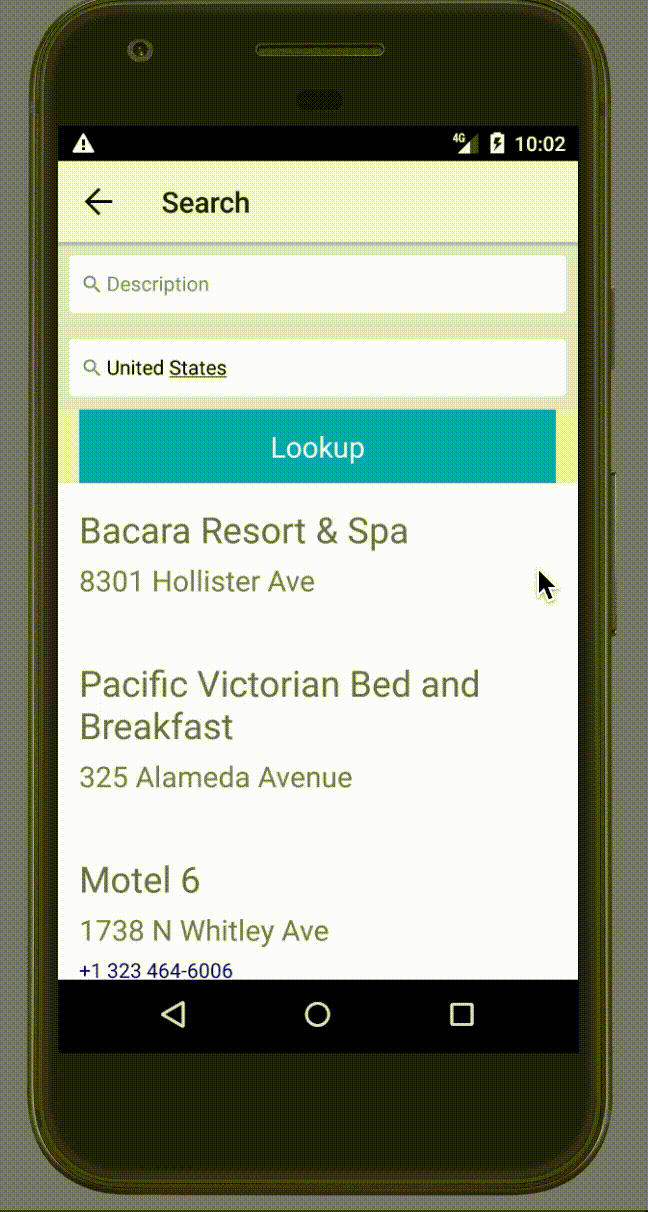 4G 10:02
Search
Description
United States
Lookup
Bacara Resort & Spa
8301 Hollister Ave
Pacific Victorian Bed and
Breakfast
325 Alameda Avenue
Motel 6
1738 N Whitley Ave
+1 323 464-6006